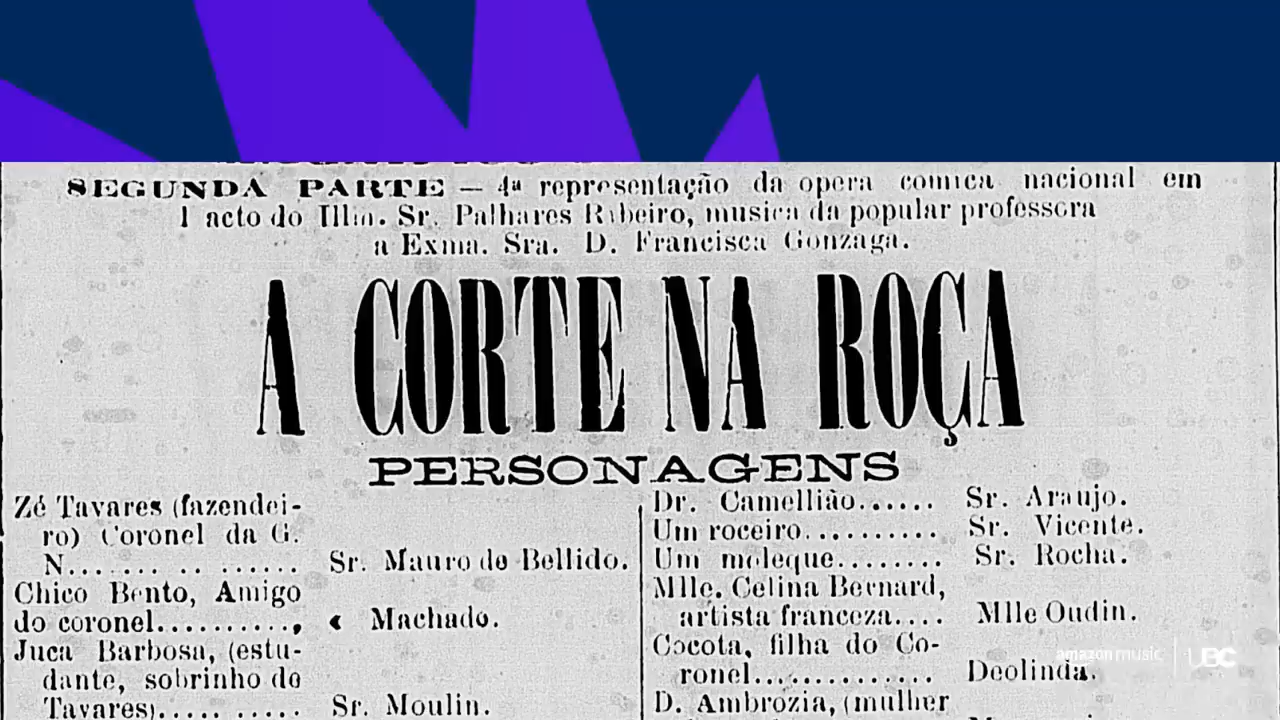 SEGUNDA PARTE — 4ª representação da opera comica nacional em
1 acto do Illm. Sr. Palhares Ribeiro, musica da popular professora
a Exma. Sra. D. Francisca Gonzaga.
A CORTE NA ROÇA
PERSONAGENS
Zé Tavares (fazendei-
ro) Coronel da G.
N...... .. .. ...... Sr. Mauro de Bellido.
Chico Bento, Amigo
do coronel.........., « Machado.
Juca Barbosa, (estu-
dante, sobrinho do
Tavares)..... ..... Sr. Moulin.
Dr. Camellião...... Sr. Araujo.
Um roceiro.......... Sr. Vicente.
Um moleque........ Sr. Rocha.
Mlle. Celina Bernard,
artista franceza.... Mlle Oudin.
Cocota, filha do Co-
ronel.............. Deolinda.
D. Ambrozia, (mulher
amazon music | UBC